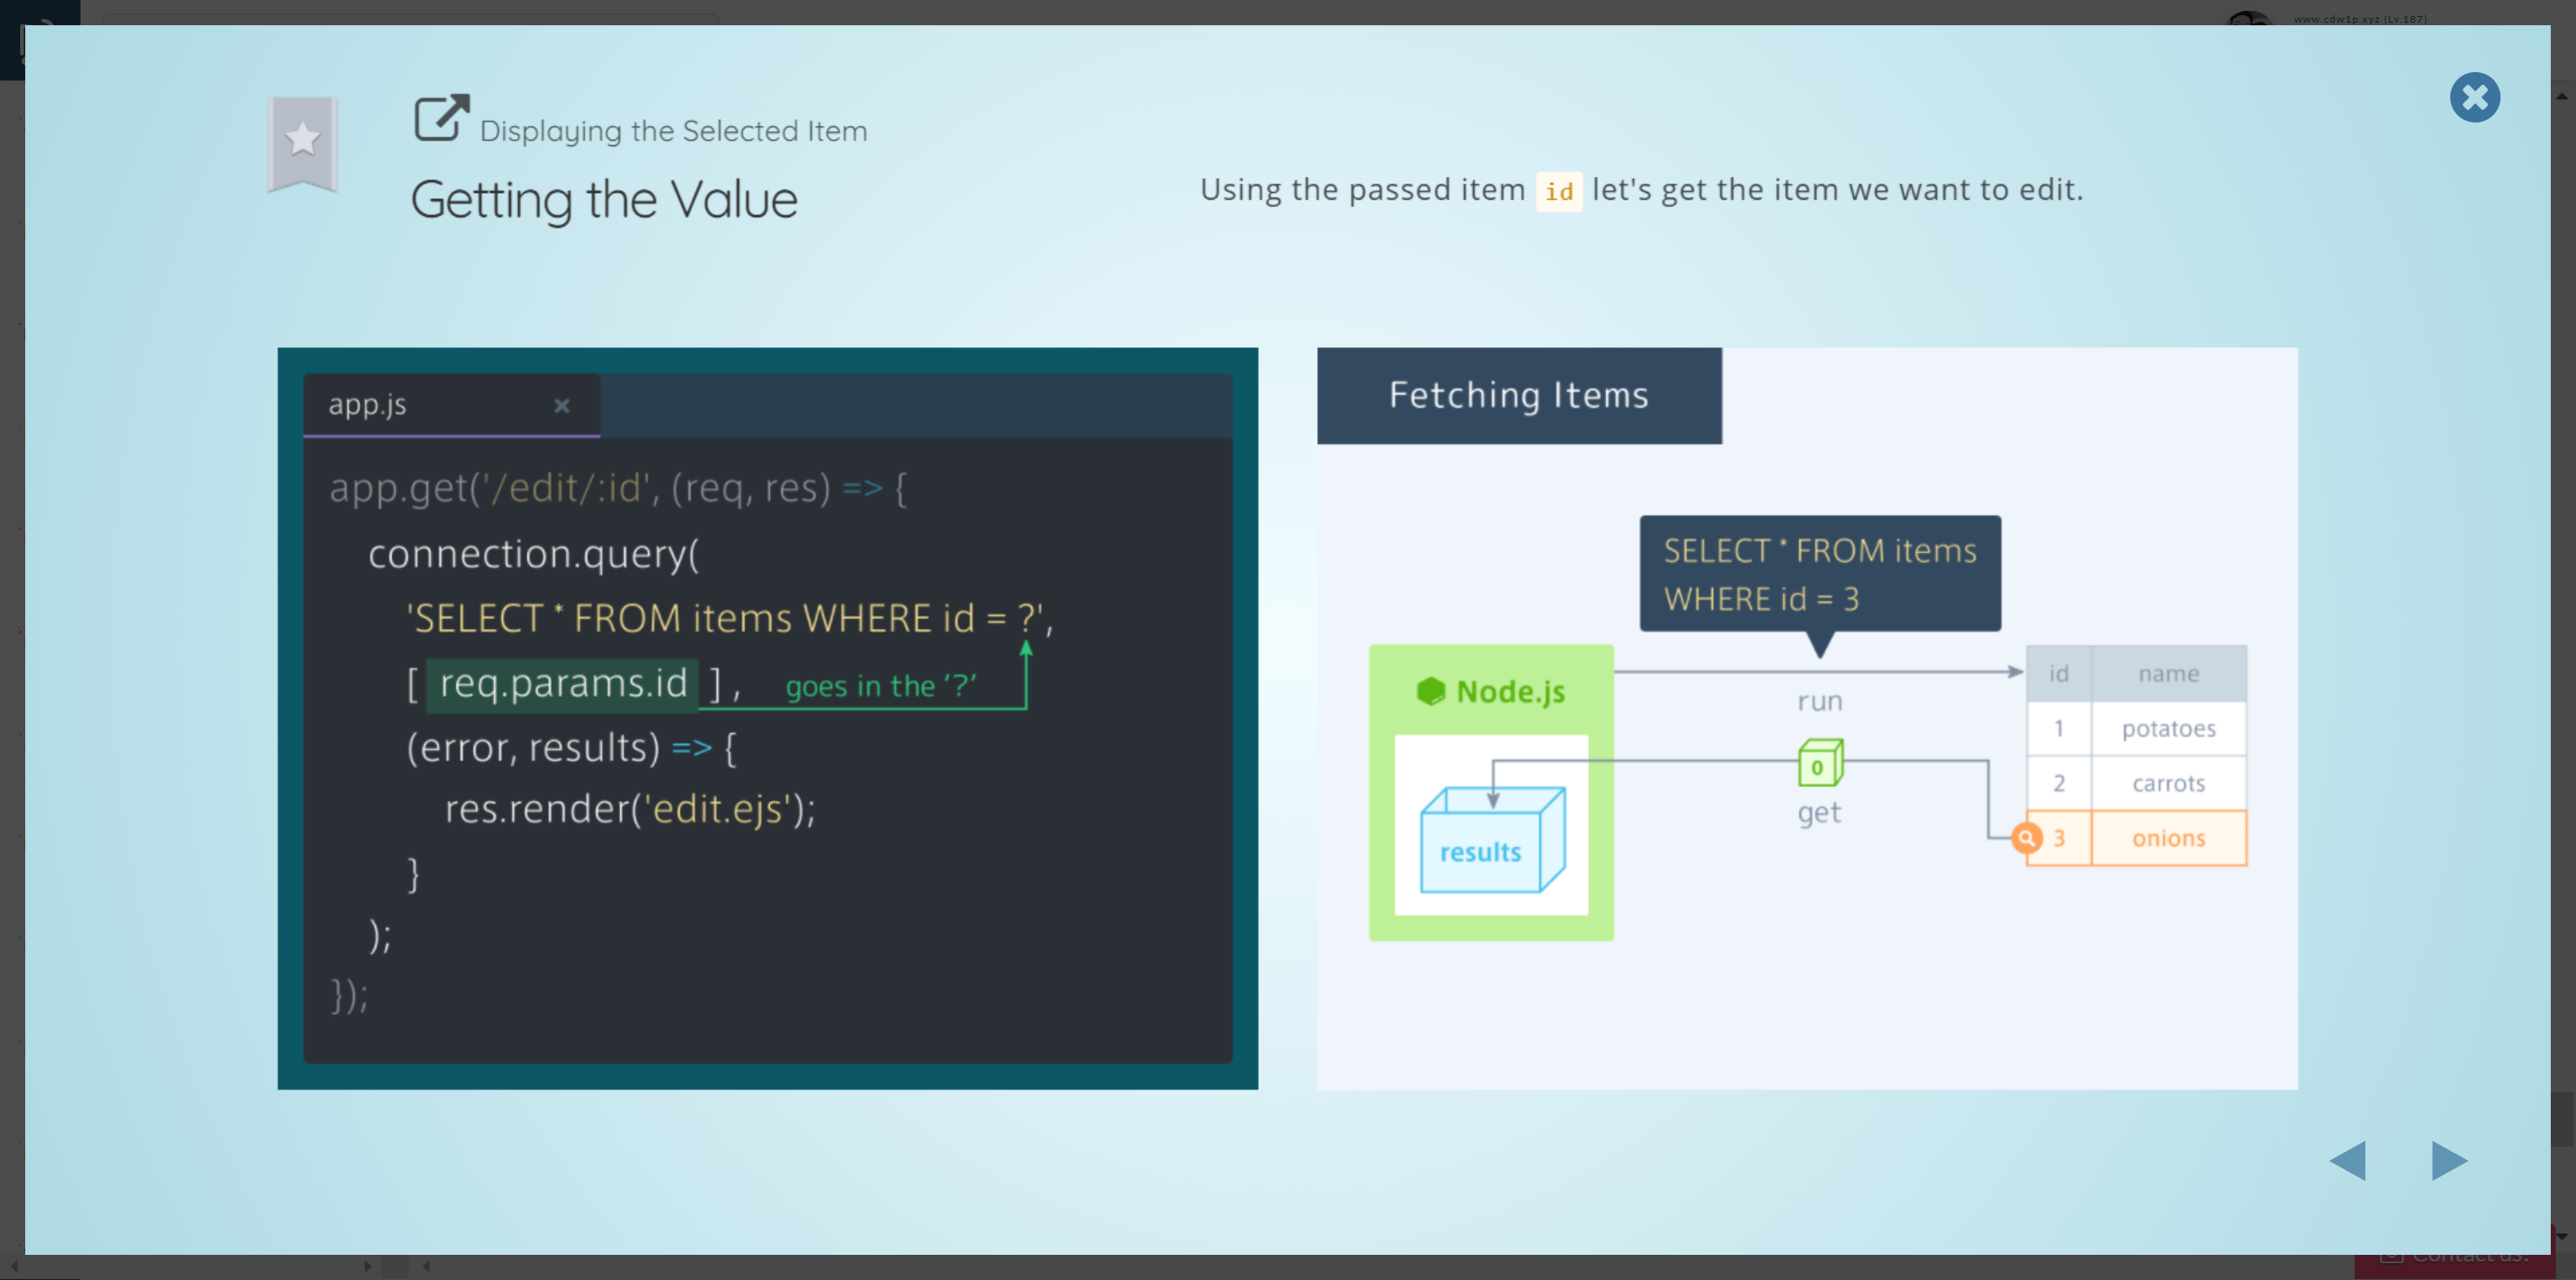 www.cdw1p.xyz (Lv.187)
Displaying the Selected Item
Getting the Value
Using the passed item id let's get the item we want to edit.
app.js
app.get('/edit/:id', (req, res) => {
connection.query(
'SELECT * FROM items WHERE id = ?',
[ req.params.id ] , goes in the ‘?’
(error, results) => {
res.render('edit.ejs');
}
);
});
Fetching Items
SELECT * FROM items
WHERE id = 3
Node.js
run
0
get
results
id name
1 potatoes
2 carrots
3 onions
Contact us!